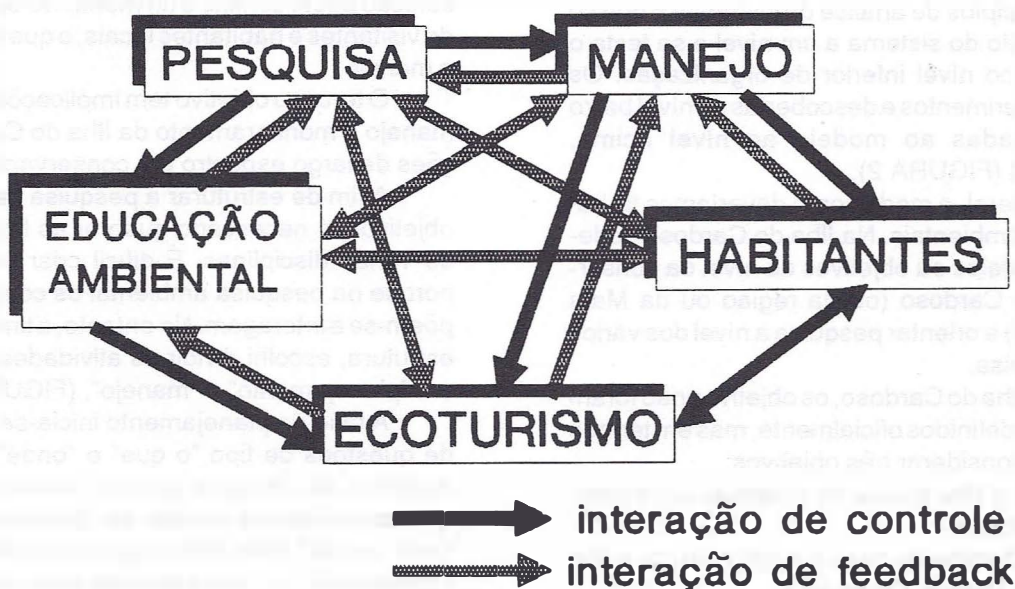 PESQUISA
MANEJO
EDUCAÇÃO
AMBIENTAL
HABITANTES
ECOTURISMO
interação de controle
interação de feedback